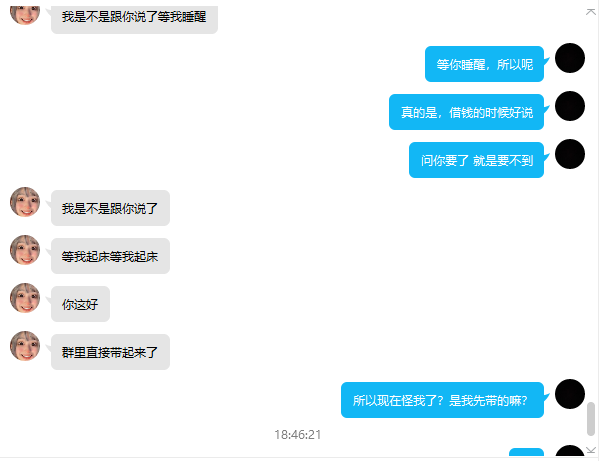 我是不是跟你说了等我睡醒
等你睡醒，所以呢
真的是，借钱的时候好说
问你要了 就是要不到
我是不是跟你说了
等我起床等我起床
你这好
群里直接带起来了
所以现在怪我了？是我先带的嘛？
18:46:21